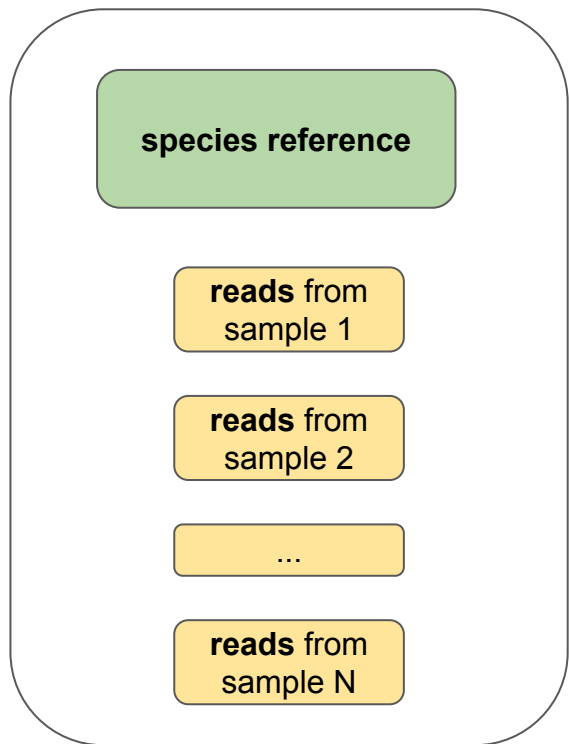 species reference
reads from
sample 1
reads from
sample 2
...
reads from
sample N